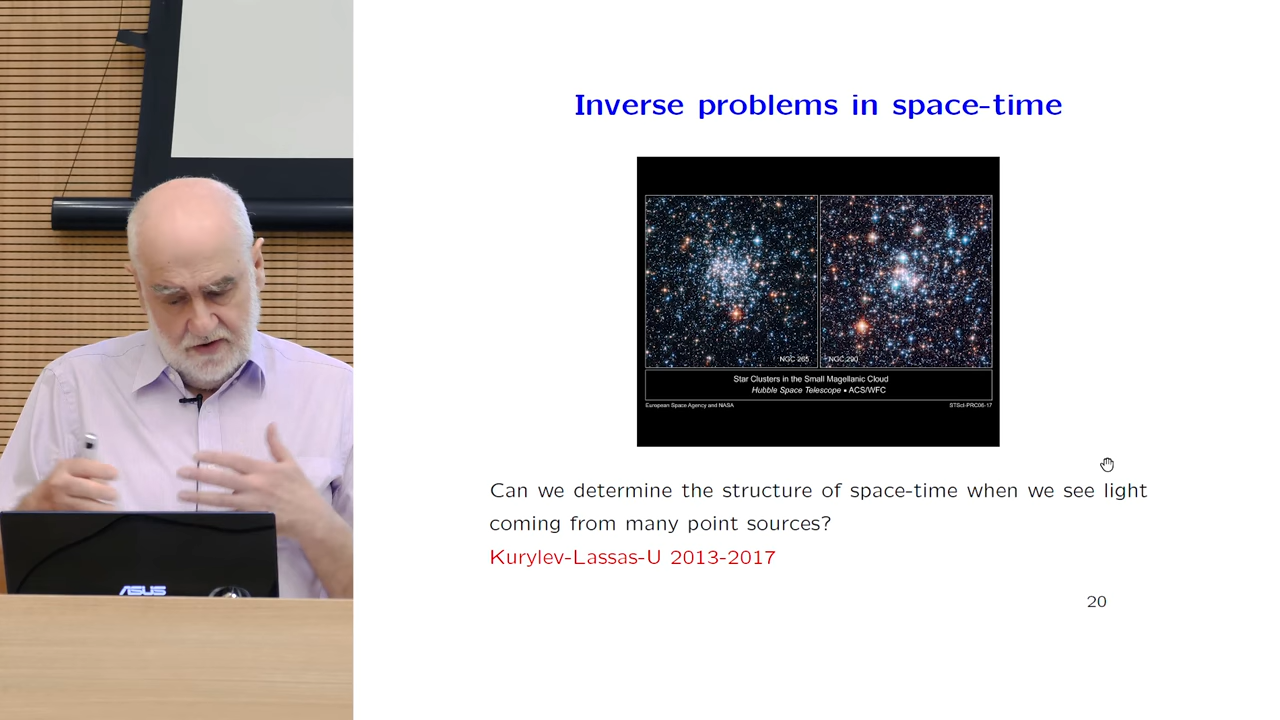 Inverse problems in space-time
NGC 265
NGC 290
Star Clusters in the Small Magellanic Cloud
Hubble Space Telescope • ACS/WFC
European Space Agency and NASA
STScI-PRC06-17
Can we determine the structure of space-time when we see light
coming from many point sources?
Kurylev-Lassas-U 2013-2017
20
ASUS